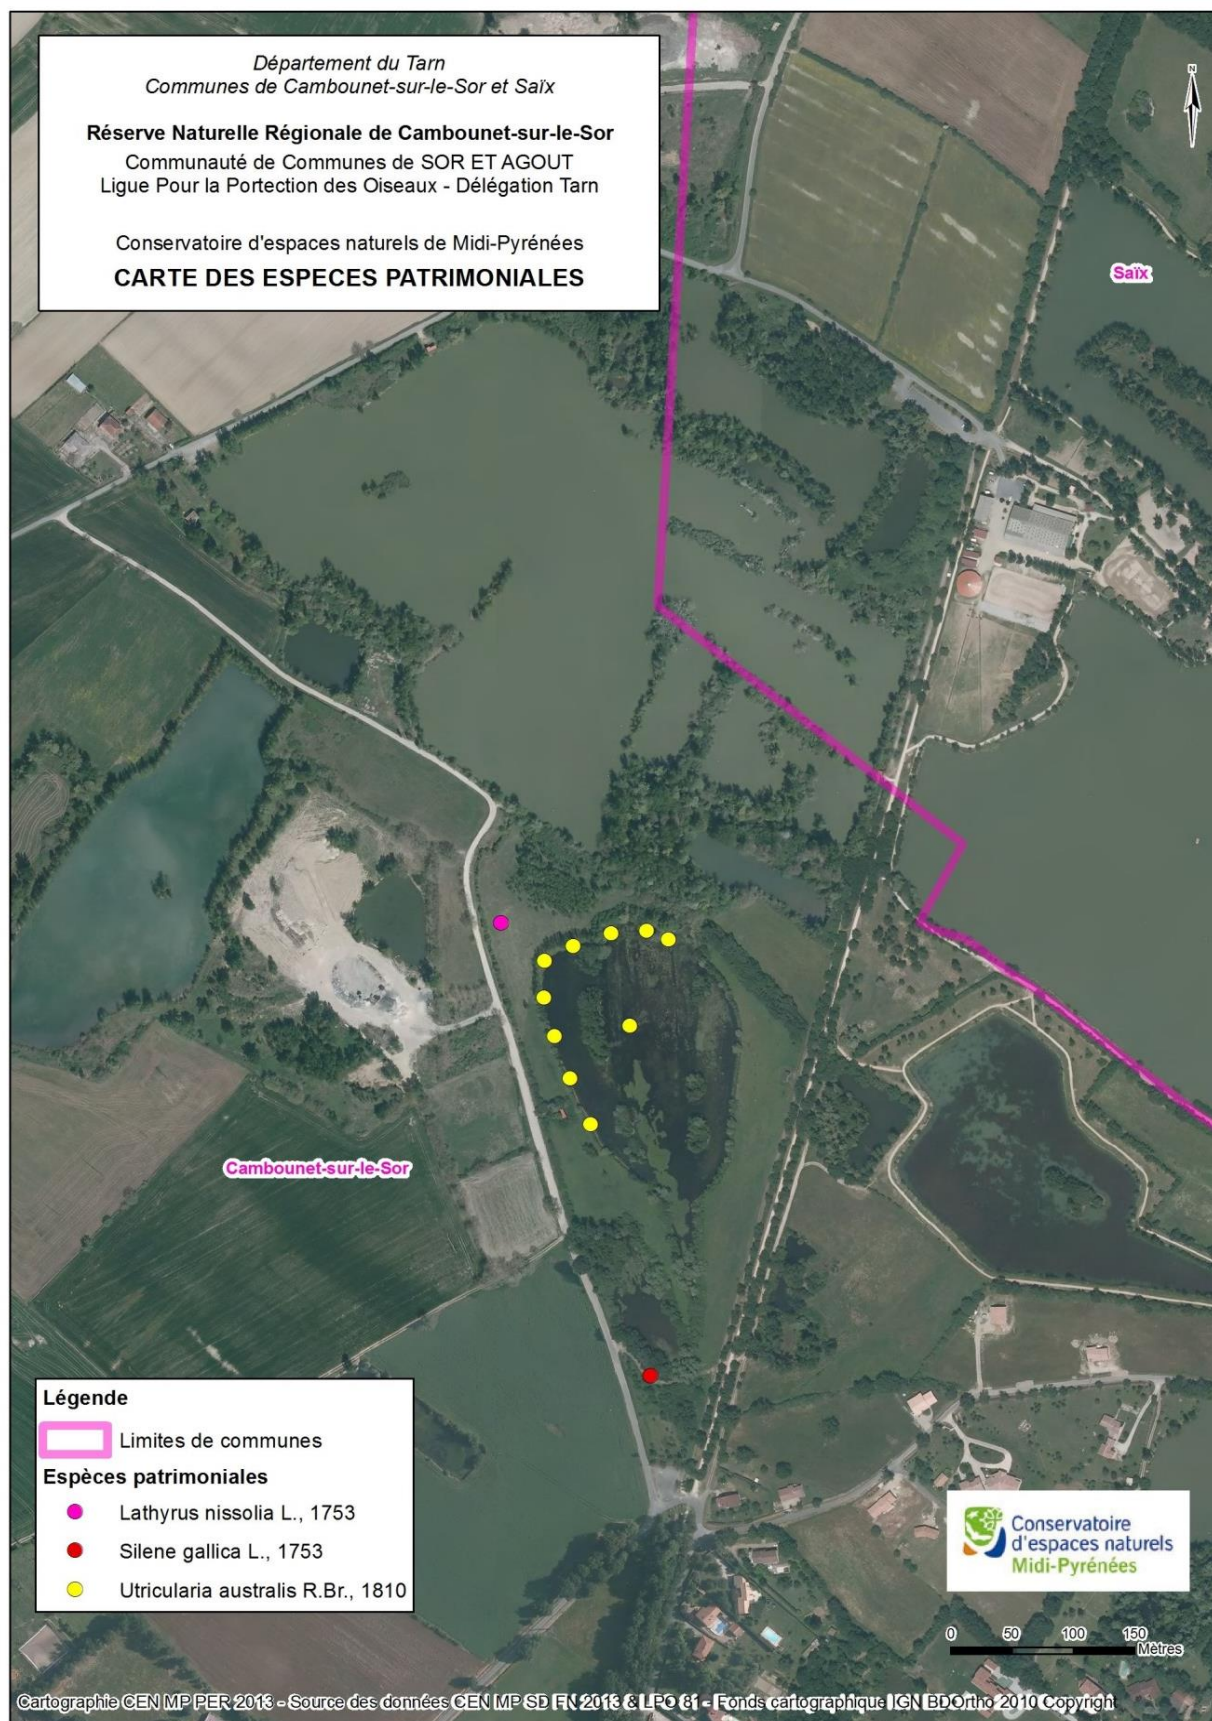 Département du Tarn
Communes de Cambounet-sur-le-Sor et Saïx
Réserve Naturelle Régionale de Cambounet-sur-le-Sor
Communauté de Communes de SOR ET AGOUT
Ligue Pour la Portection des Oiseaux - Délégation Tarn
Conservatoire d'espaces naturels de Midi-Pyrénées
CARTE DES ESPECES PATRIMONIALES
N
Saïx
Cambounet-sur-le-Sor
Légende
Limites de communes
Espèces patrimoniales
Lathyrus nissolia L., 1753
Silene gallica L., 1753
Utricularia australis R.Br., 1810
Conservatoire
d'espaces naturels
Midi-Pyrénées
0 50 100 150
Mètres
Cartographie CEN MP PER 2013 - Source des données CEN MP SD FN 2013 & LPO 81 - Fonds cartographique IGN BDOrtho 2010 Copyright